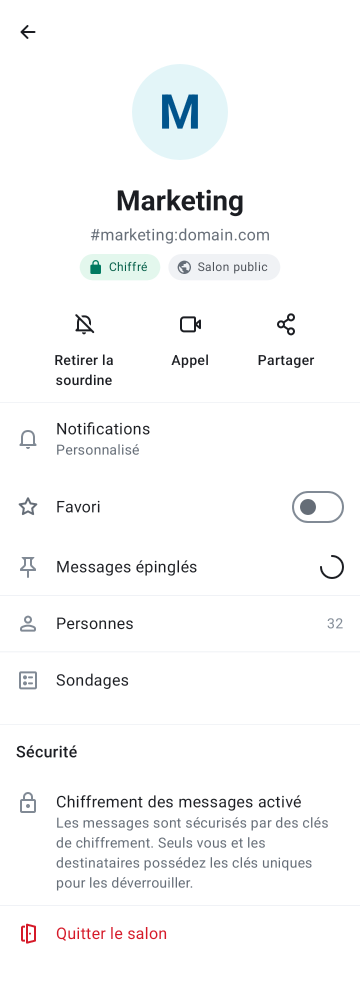 M
Marketing
#marketing:domain.com
Chiffré
Salon public
Retirer la
sourdine
Appel
Partager
Notifications
Personnalisé
Favori
Messages épinglés
Personnes
32
Sondages
Sécurité
Chiffrement des messages activé
Les messages sont sécurisés par des clés
de chiffrement. Seuls vous et les
destinataires possédez les clés uniques
pour les déverrouiller.
Quitter le salon